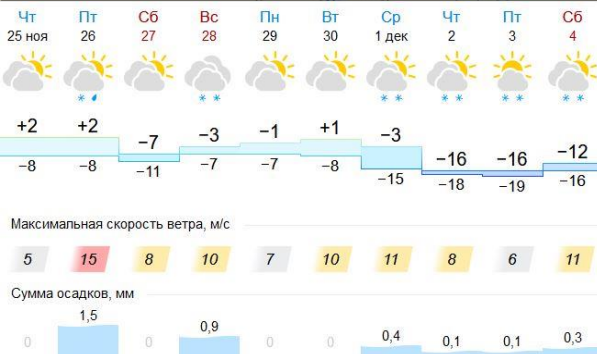 Чт Пт Сб Вс Пн Вт Ср Чт Пт Сб
25 ноя 26 27 28 29 30 1 дек 2 3 4
+2 +2 −7 −3 −1 +1 −3 −16 −16 −12
−8 −8 −11 −7 −7 −8 −15 −18 −19 −16
Максимальная скорость ветра, м/с
5 15 8 10 7 10 11 8 6 11
Сумма осадков, мм
0 1,5 0 0,9 0 0 0,4 0,1 0,1 0,3